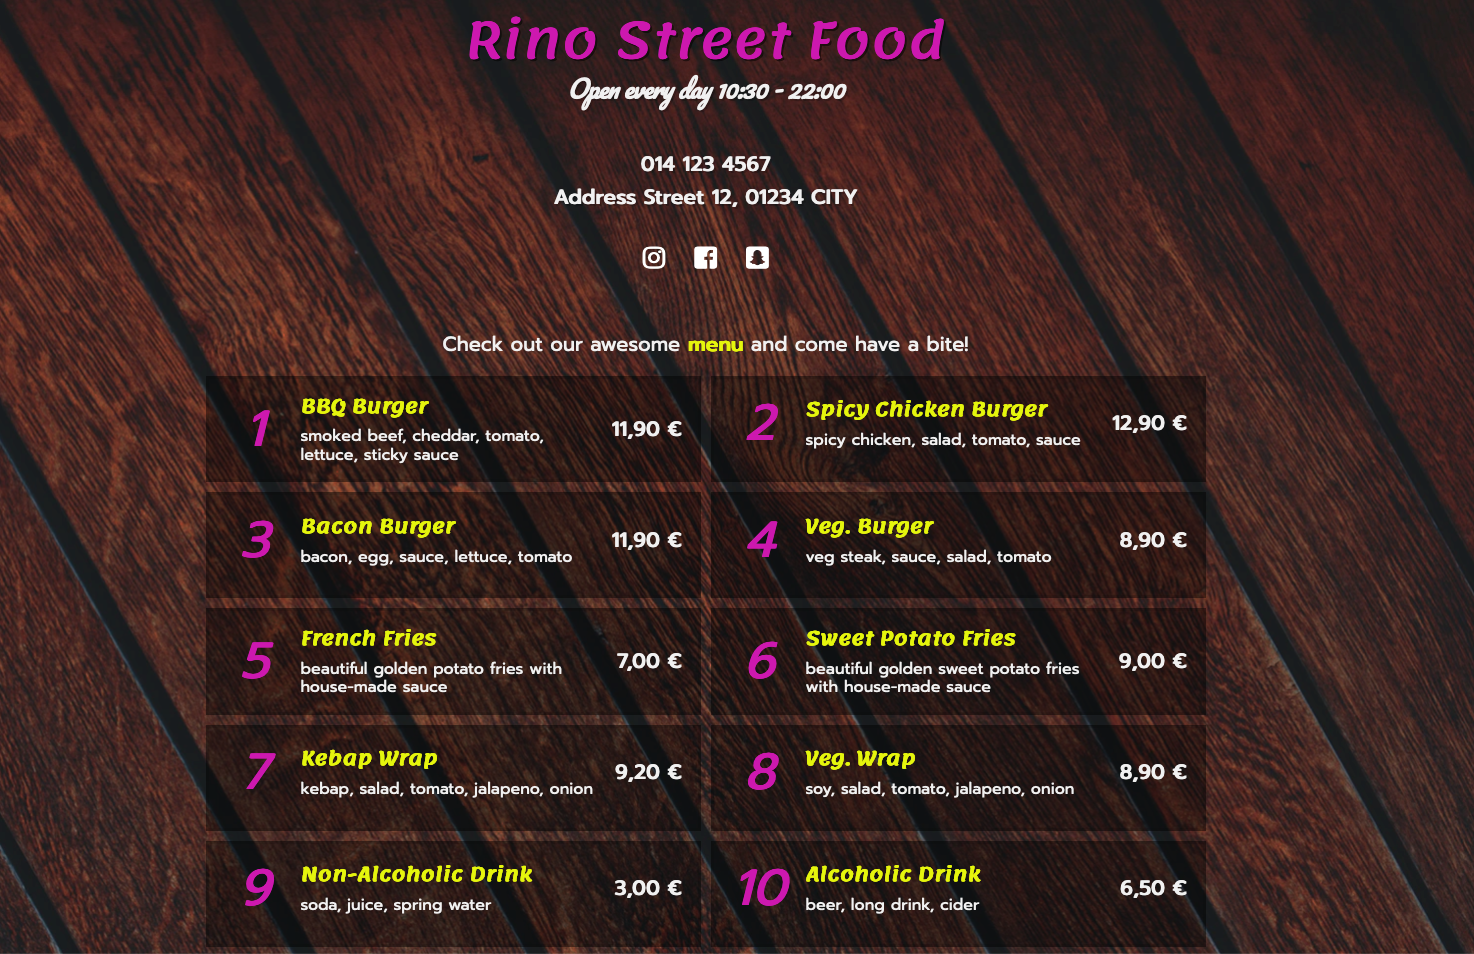 Rino Street Food
Open every day 10:30 - 22:00
014 123 4567
Address Street 12, 01234 CITY
Check out our awesome menu and come have a bite!
1
BBQ Burger
smoked beef, cheddar, tomato,
lettuce, sticky sauce
11,90 €
2
Spicy Chicken Burger
spicy chicken, salad, tomato, sauce
12,90 €
3
Bacon Burger
bacon, egg, sauce, lettuce, tomato
11,90 €
4
Veg. Burger
veg steak, sauce, salad, tomato
8,90 €
5
French Fries
beautiful golden potato fries with
house-made sauce
7,00 €
6
Sweet Potato Fries
beautiful golden sweet potato fries
with house-made sauce
9,00 €
7
Kebap Wrap
kebap, salad, tomato, jalapeno, onion
9,20 €
8
Veg. Wrap
soy, salad, tomato, jalapeno, onion
8,90 €
9
Non-Alcoholic Drink
soda, juice, spring water
3,00 €
10
Alcoholic Drink
beer, long drink, cider
6,50 €